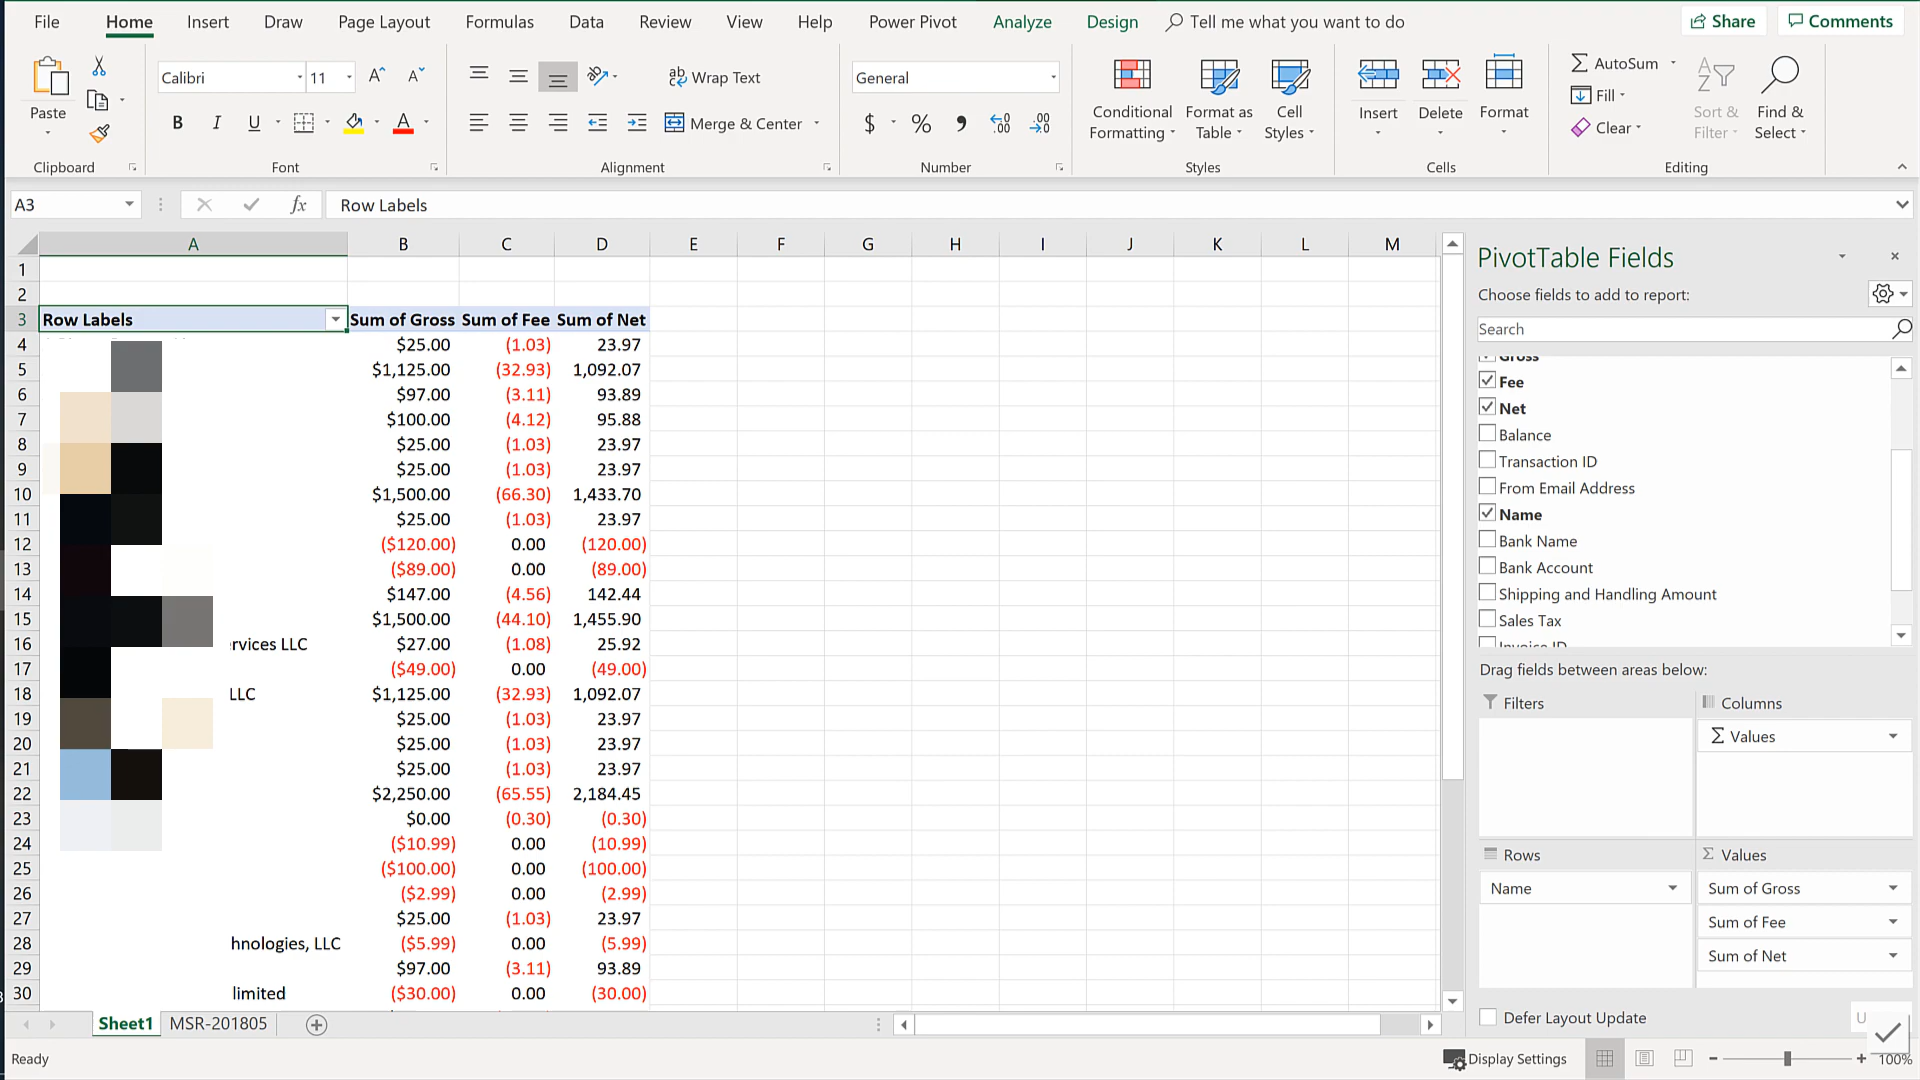 File Home Insert Draw Page Layout Formulas Data Review View Help Power Pivot Analyze Design Tell me what you want to do Share Comments
Paste
Calibri 11
Wrap Text
General
Merge & Center
Conditional Formatting
Format as Table
Cell Styles
Insert
Delete
Format
AutoSum
Fill
Clear
Sort & Filter
Find & Select
Clipboard Font Alignment Number Styles Cells Editing
A3 fx Row Labels
A B C D E F G H I J K L M
1
2
3 Row Labels Sum of Gross Sum of Fee Sum of Net
4 $25.00 (1.03) 23.97
5 $1,125.00 (32.93) 1,092.07
6 $97.00 (3.11) 93.89
7 $100.00 (4.12) 95.88
8 $25.00 (1.03) 23.97
9 $25.00 (1.03) 23.97
10 $1,500.00 (66.30) 1,433.70
11 $25.00 (1.03) 23.97
12 ($120.00) 0.00 (120.00)
13 ($89.00) 0.00 (89.00)
14 $147.00 (4.56) 142.44
15 $1,500.00 (44.10) 1,455.90
16 rvices LLC $27.00 (1.08) 25.92
17 ($49.00) 0.00 (49.00)
18 LLC $1,125.00 (32.93) 1,092.07
19 $25.00 (1.03) 23.97
20 $25.00 (1.03) 23.97
21 $25.00 (1.03) 23.97
22 $2,250.00 (65.55) 2,184.45
23 $0.00 (0.30) (0.30)
24 ($10.99) 0.00 (10.99)
25 ($100.00) 0.00 (100.00)
26 ($2.99) 0.00 (2.99)
27 $25.00 (1.03) 23.97
28 hnologies, LLC ($5.99) 0.00 (5.99)
29 $97.00 (3.11) 93.89
30 limited ($30.00) 0.00 (30.00)
Sheet1 MSR-201805
Ready
PivotTable Fields
Choose fields to add to report:
Search
Gross
Fee
Net
Balance
Transaction ID
From Email Address
Name
Bank Name
Bank Account
Shipping and Handling Amount
Sales Tax
Invoice ID
Drag fields between areas below:
Filters
Columns
Σ Values
Rows
Name
Σ Values
Sum of Gross
Sum of Fee
Sum of Net
Defer Layout Update
Display Settings 100%